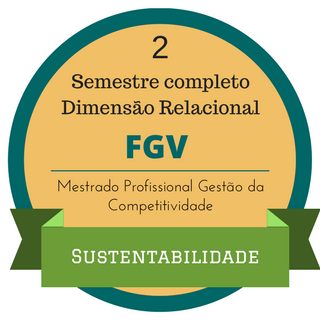 2
Semestre completo
Dimensão Relacional
FGV
Mestrado Profissional Gestão da
Competitividade
SUSTENTABILIDADE